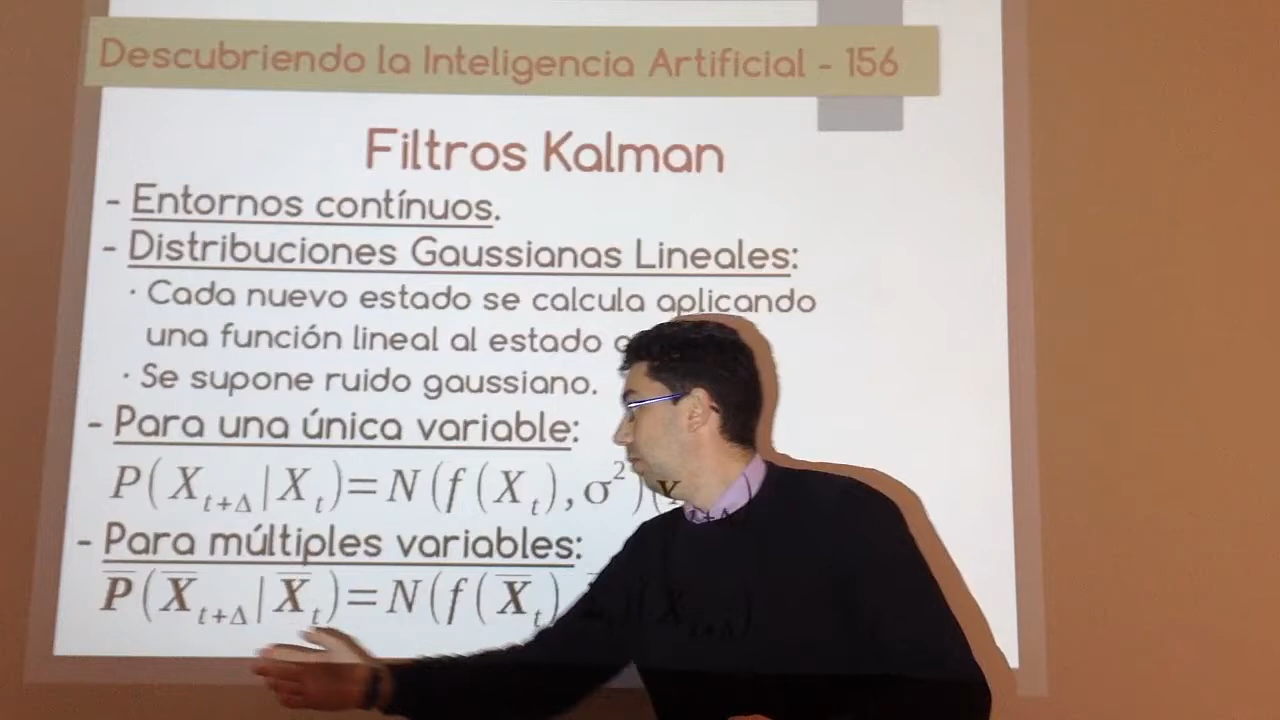 Descubriendo la Inteligencia Artificial - 156
Filtros Kalman
- Entornos contínuos.
- Distribuciones Gaussianas Lineales:
· Cada nuevo estado se calcula aplicando
una función lineal al estado
· Se supone ruido gaussiano.
- Para una única variable:
P(X_{t+Δ}|X_t)=N(f(X_t),σ²)(X_{t+Δ})
- Para múltiples variables:
P̅(X̅_{t+Δ}|X̅_t)=N(f(X̅_t)